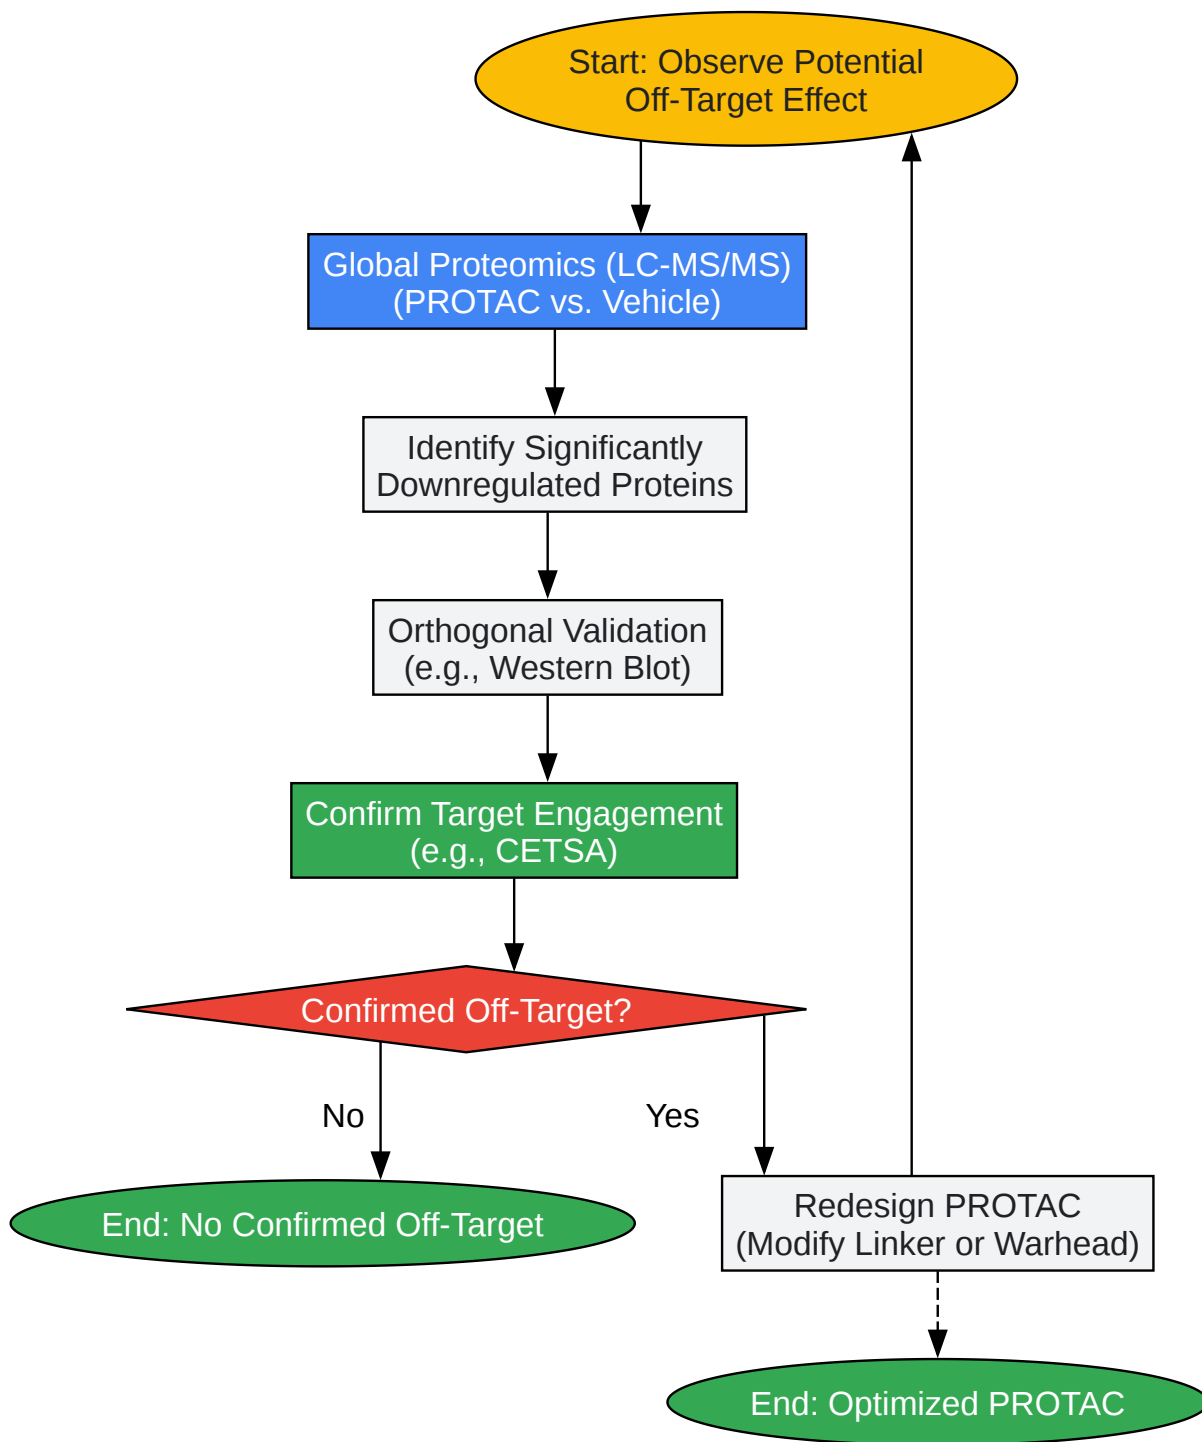 Start: Observe Potential
Off-Target Effect
Global Proteomics (LC-MS/MS)
(PROTAC vs. Vehicle)
Identify Significantly
Downregulated Proteins
Orthogonal Validation
(e.g., Western Blot)
Confirm Target Engagement
(e.g., CETSA)
Confirmed Off-Target?
No
Yes
End: No Confirmed Off-Target
Redesign PROTAC
(Modify Linker or Warhead)
End: Optimized PROTAC